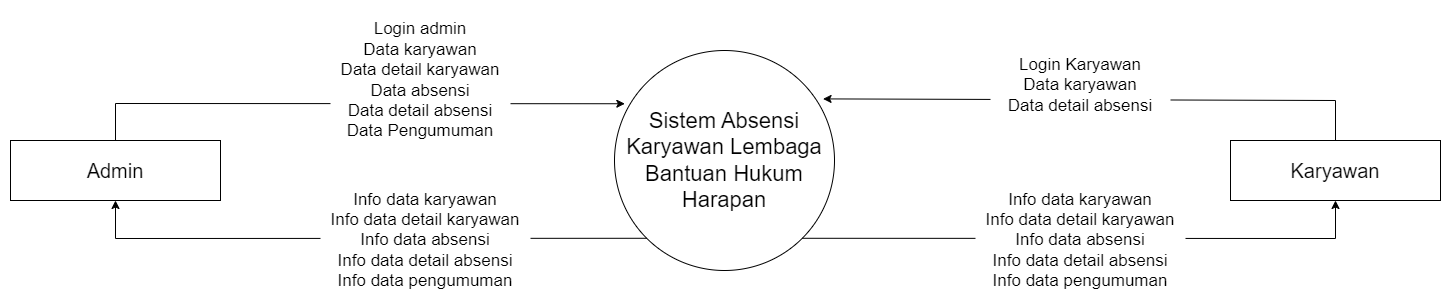 Login admin
Data karyawan
Data detail karyawan
Data absensi
Data detail absensi
Data Pengumuman
Admin
Info data karyawan
Info data detail karyawan
Info data absensi
Info data detail absensi
Info data pengumuman
Sistem Absensi
Karyawan Lembaga
Bantuan Hukum
Harapan
Login Karyawan
Data karyawan
Data detail absensi
Karyawan
Info data karyawan
Info data detail karyawan
Info data absensi
Info data detail absensi
Info data pengumuman